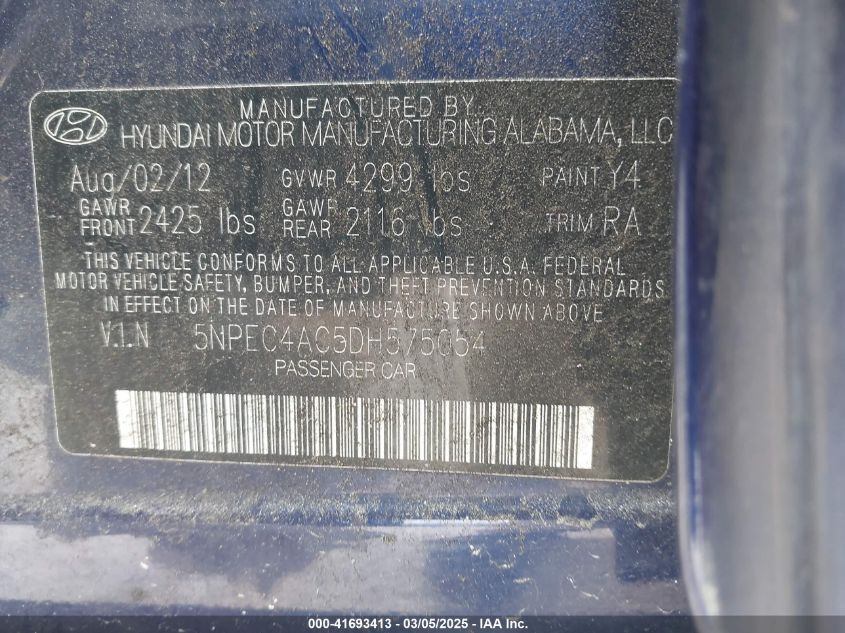 MANUFACTURED BY
HYUNDAI MOTOR MANUFACTURING ALABAMA, LLC
Aug/02/12 GVWR 4299 lbs PAINT Y4
GAWR FRONT 2425 lbs GAWR REAR 2116 lbs TRIM RA
THIS VEHICLE CONFORMS TO ALL APPLICABLE U.S.A. FEDERAL
MOTOR VEHICLE SAFETY, BUMPER, AND THEFT PREVENTION STANDARDS
IN EFFECT ON THE DATE OF MANUFACTURE SHOWN ABOVE
V.I.N 5NPEC4AC5DH575054
PASSENGER CAR
000-41693413 - 03/05/2025 - IAA Inc.